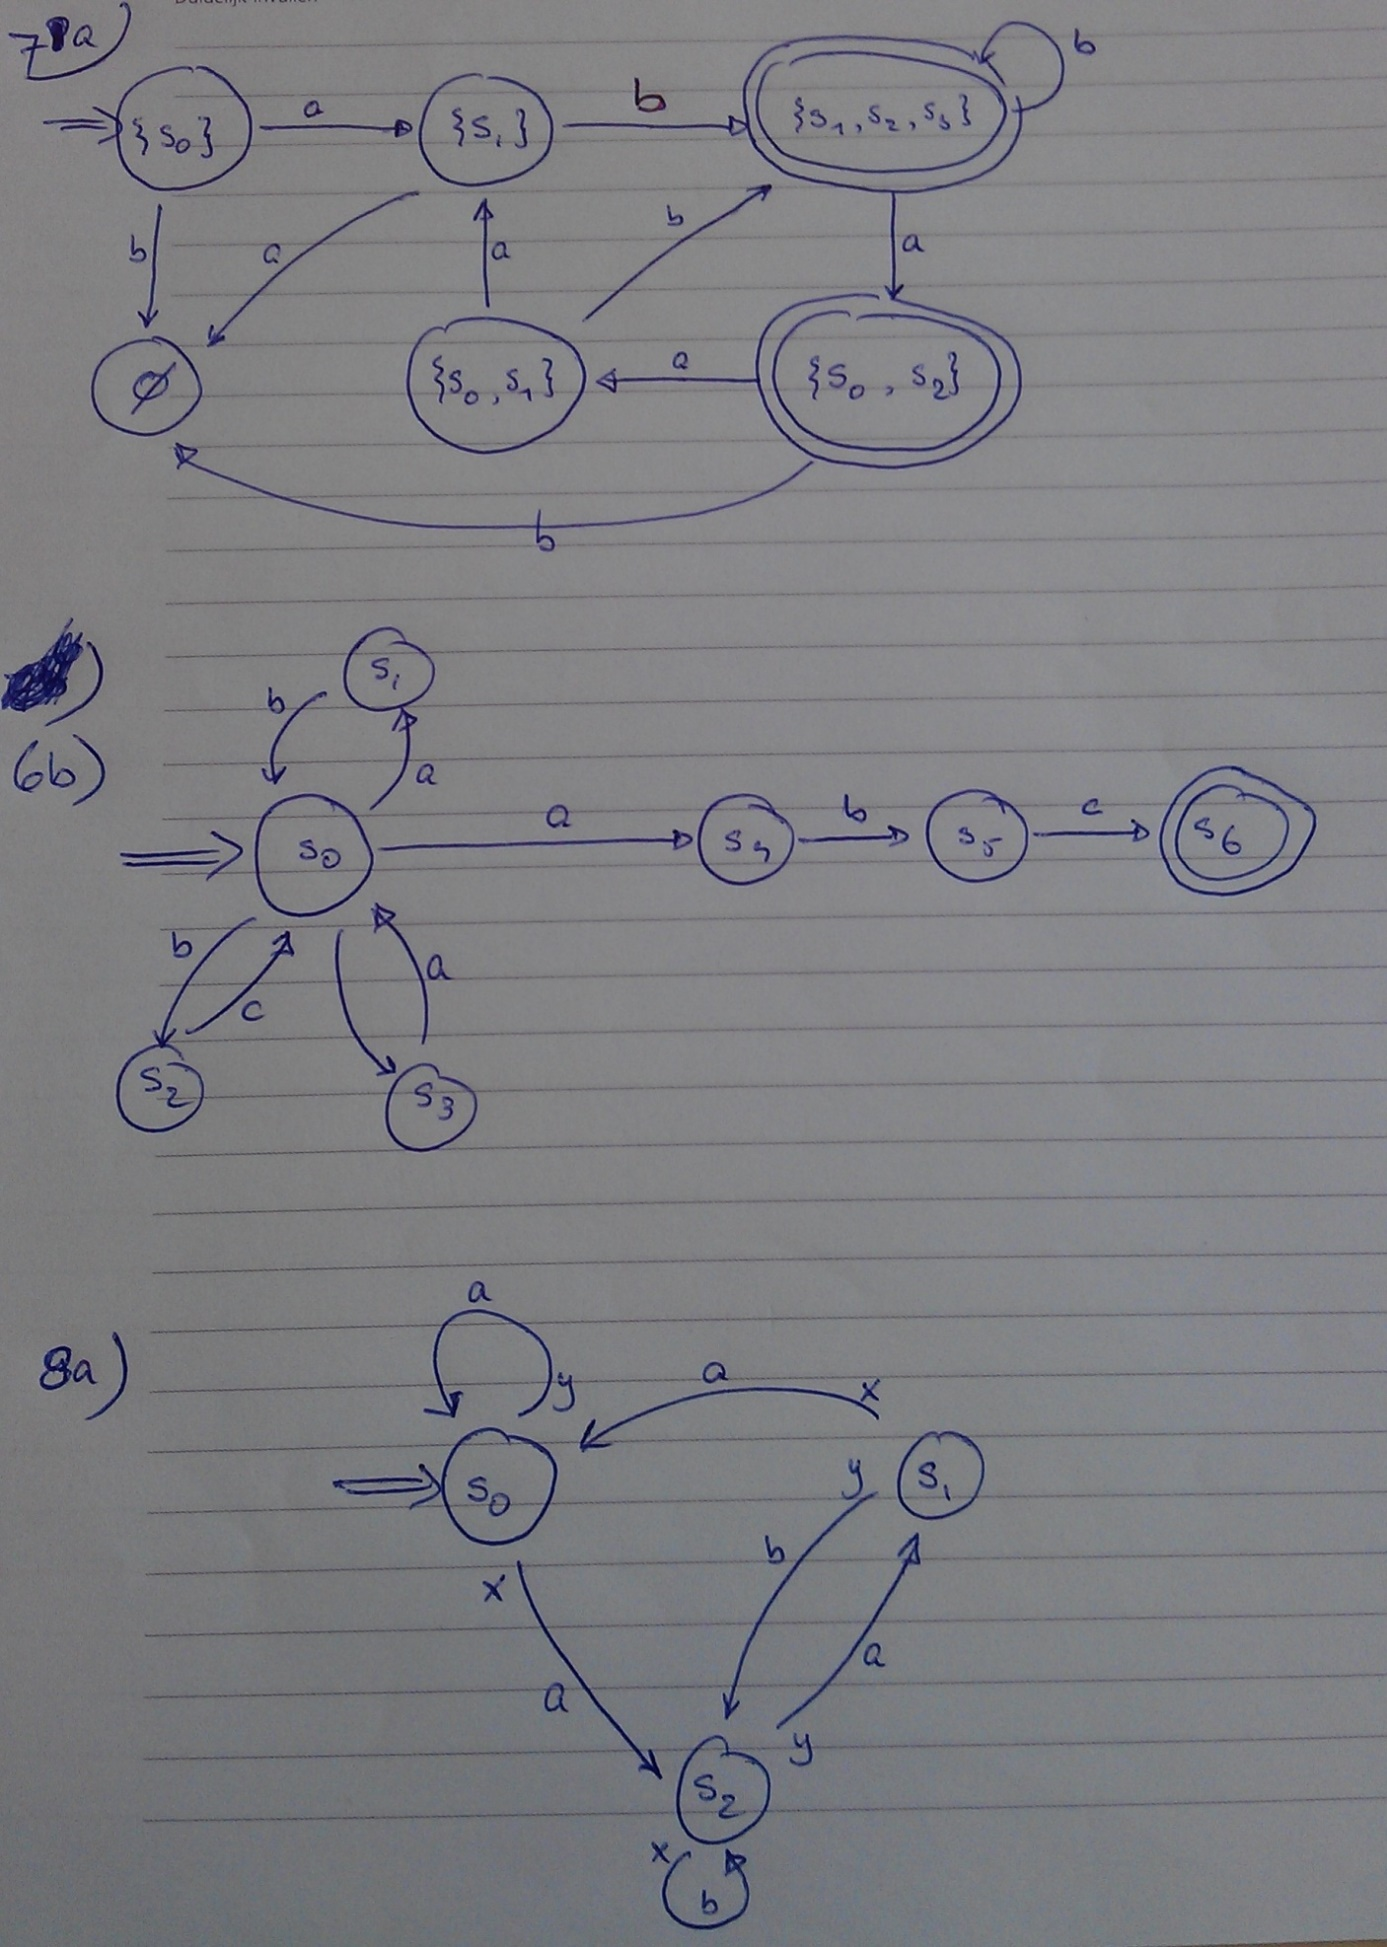 7a)
{s₀} a {s₁} b {s₁, s₂, s₃} b
b a a b a
∅ {s₀, s₁} a {s₀, s₂}
b
)
6b)
s₁
b a
s₀ a s₄ b s₅ c s₆
b c a
s₂ s₃
8a)
a y
a x
s₀ y s₁
x b
a a
s₂ y
x b